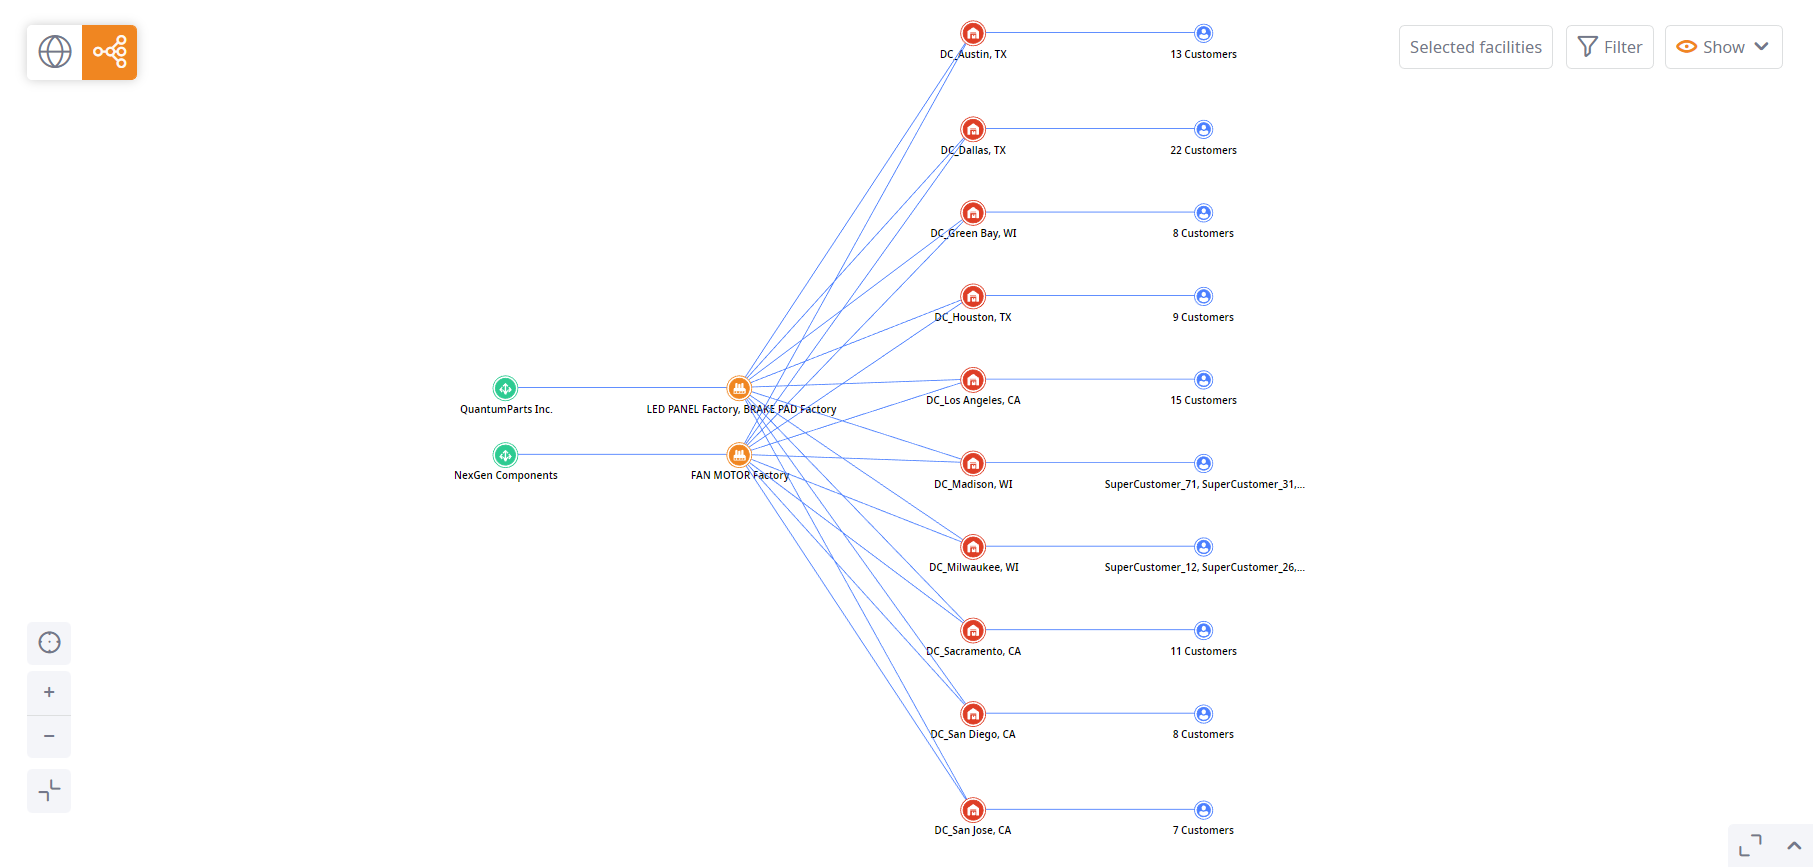 Selected facilities
Filter
Show
DC_Austin, TX
13 Customers
DC_Dallas, TX
22 Customers
DC_Green Bay, WI
8 Customers
DC_Houston, TX
9 Customers
DC_Los Angeles, CA
15 Customers
QuantumParts Inc.
LED PANEL Factory, BRAKE PAD Factory
NexGen Components
FAN MOTOR Factory
DC_Madison, WI
SuperCustomer_71, SuperCustomer_31,...
DC_Milwaukee, WI
SuperCustomer_12, SuperCustomer_26,...
DC_Sacramento, CA
11 Customers
DC_San Diego, CA
8 Customers
DC_San Jose, CA
7 Customers